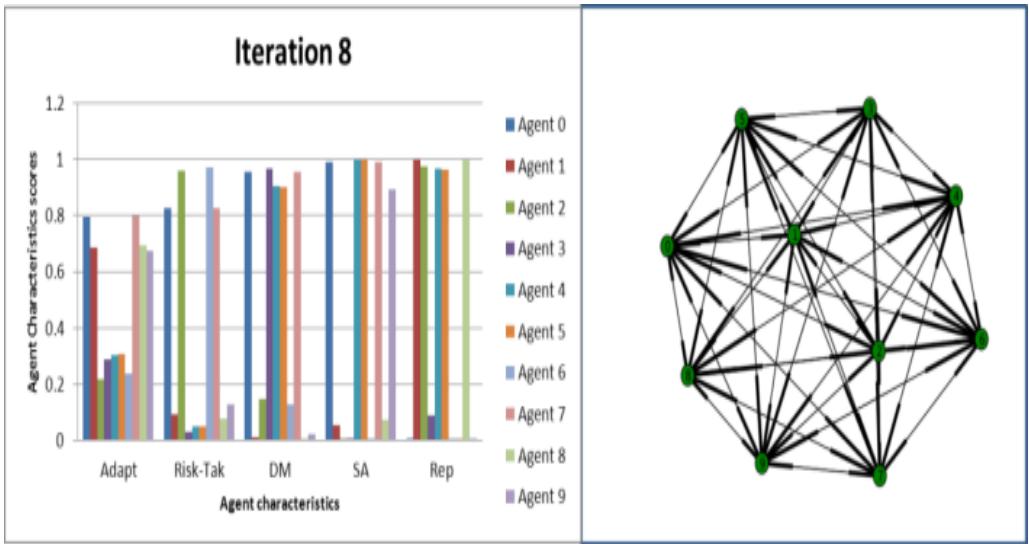 Iteration 8
Agent Characteristics scores
1.2
1
0.8
0.6
0.4
0.2
0
Adapt Risk-Tak DM SA Rep
Agent characteristics
Agent 0
Agent 1
Agent 2
Agent 3
Agent 4
Agent 5
Agent 6
Agent 7
Agent 8
Agent 9